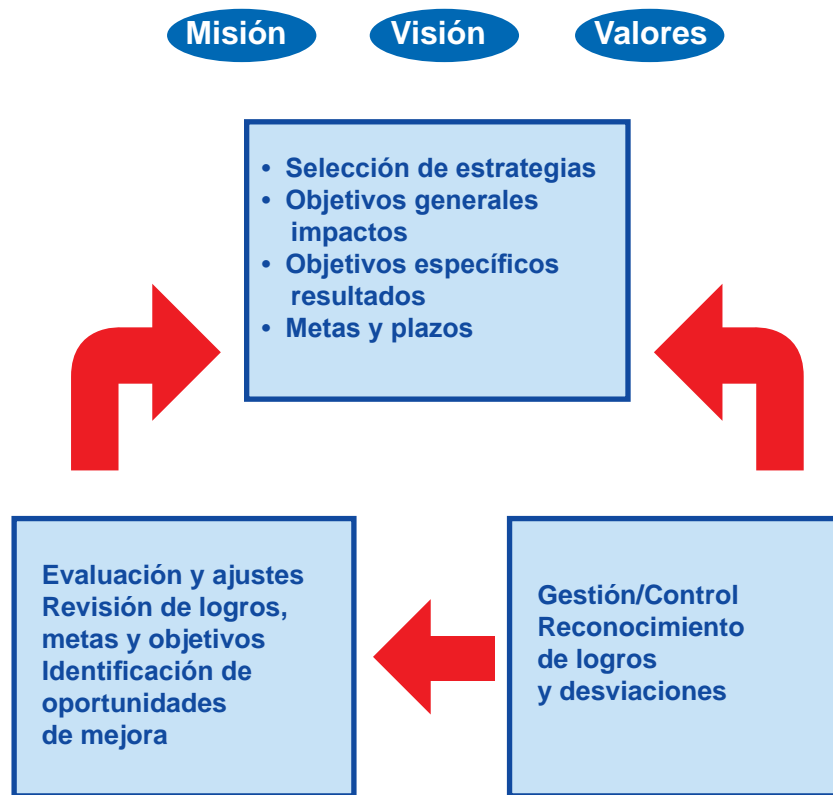 Misión
Visión
Valores
• Selección de estrategias
• Objetivos generales
impactos
• Objetivos específicos
resultados
• Metas y plazos
Evaluación y ajustes
Revisión de logros,
metas y objetivos
Identificación de
oportunidades
de mejora
Gestión/Control
Reconocimiento
de logros
y desviaciones